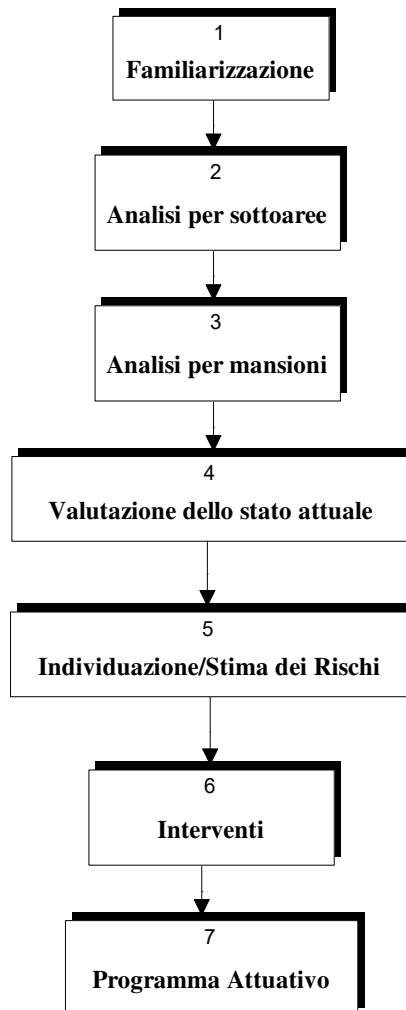 1
Familiarizzazione
2
Analisi per sottoaree
3
Analisi per mansioni
4
Valutazione dello stato attuale
5
Individuazione/Stima dei Rischi
6
Interventi
7
Programma Attuativo